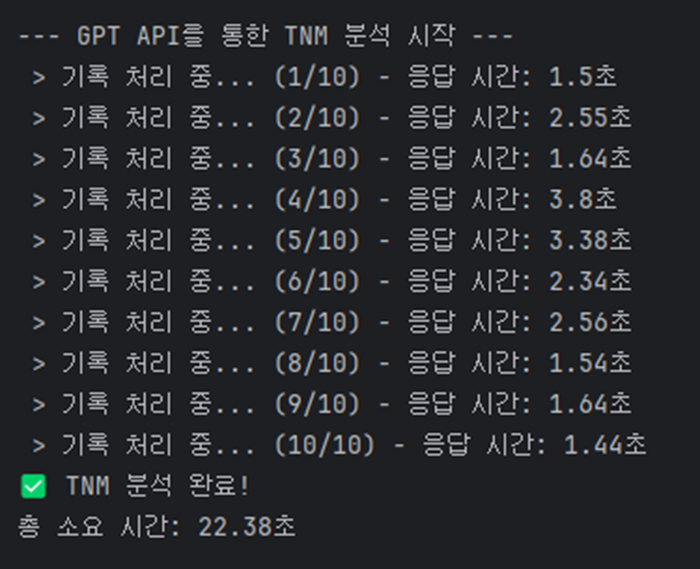 --- GPT API를 통한 TNM 분석 시작 ---
> 기록 처리 중... (1/10) - 응답 시간: 1.5초
> 기록 처리 중... (2/10) - 응답 시간: 2.55초
> 기록 처리 중... (3/10) - 응답 시간: 1.64초
> 기록 처리 중... (4/10) - 응답 시간: 3.8초
> 기록 처리 중... (5/10) - 응답 시간: 3.38초
> 기록 처리 중... (6/10) - 응답 시간: 2.34초
> 기록 처리 중... (7/10) - 응답 시간: 2.56초
> 기록 처리 중... (8/10) - 응답 시간: 1.54초
> 기록 처리 중... (9/10) - 응답 시간: 1.64초
> 기록 처리 중... (10/10) - 응답 시간: 1.44초
✅ TNM 분석 완료!
총 소요 시간: 22.38초